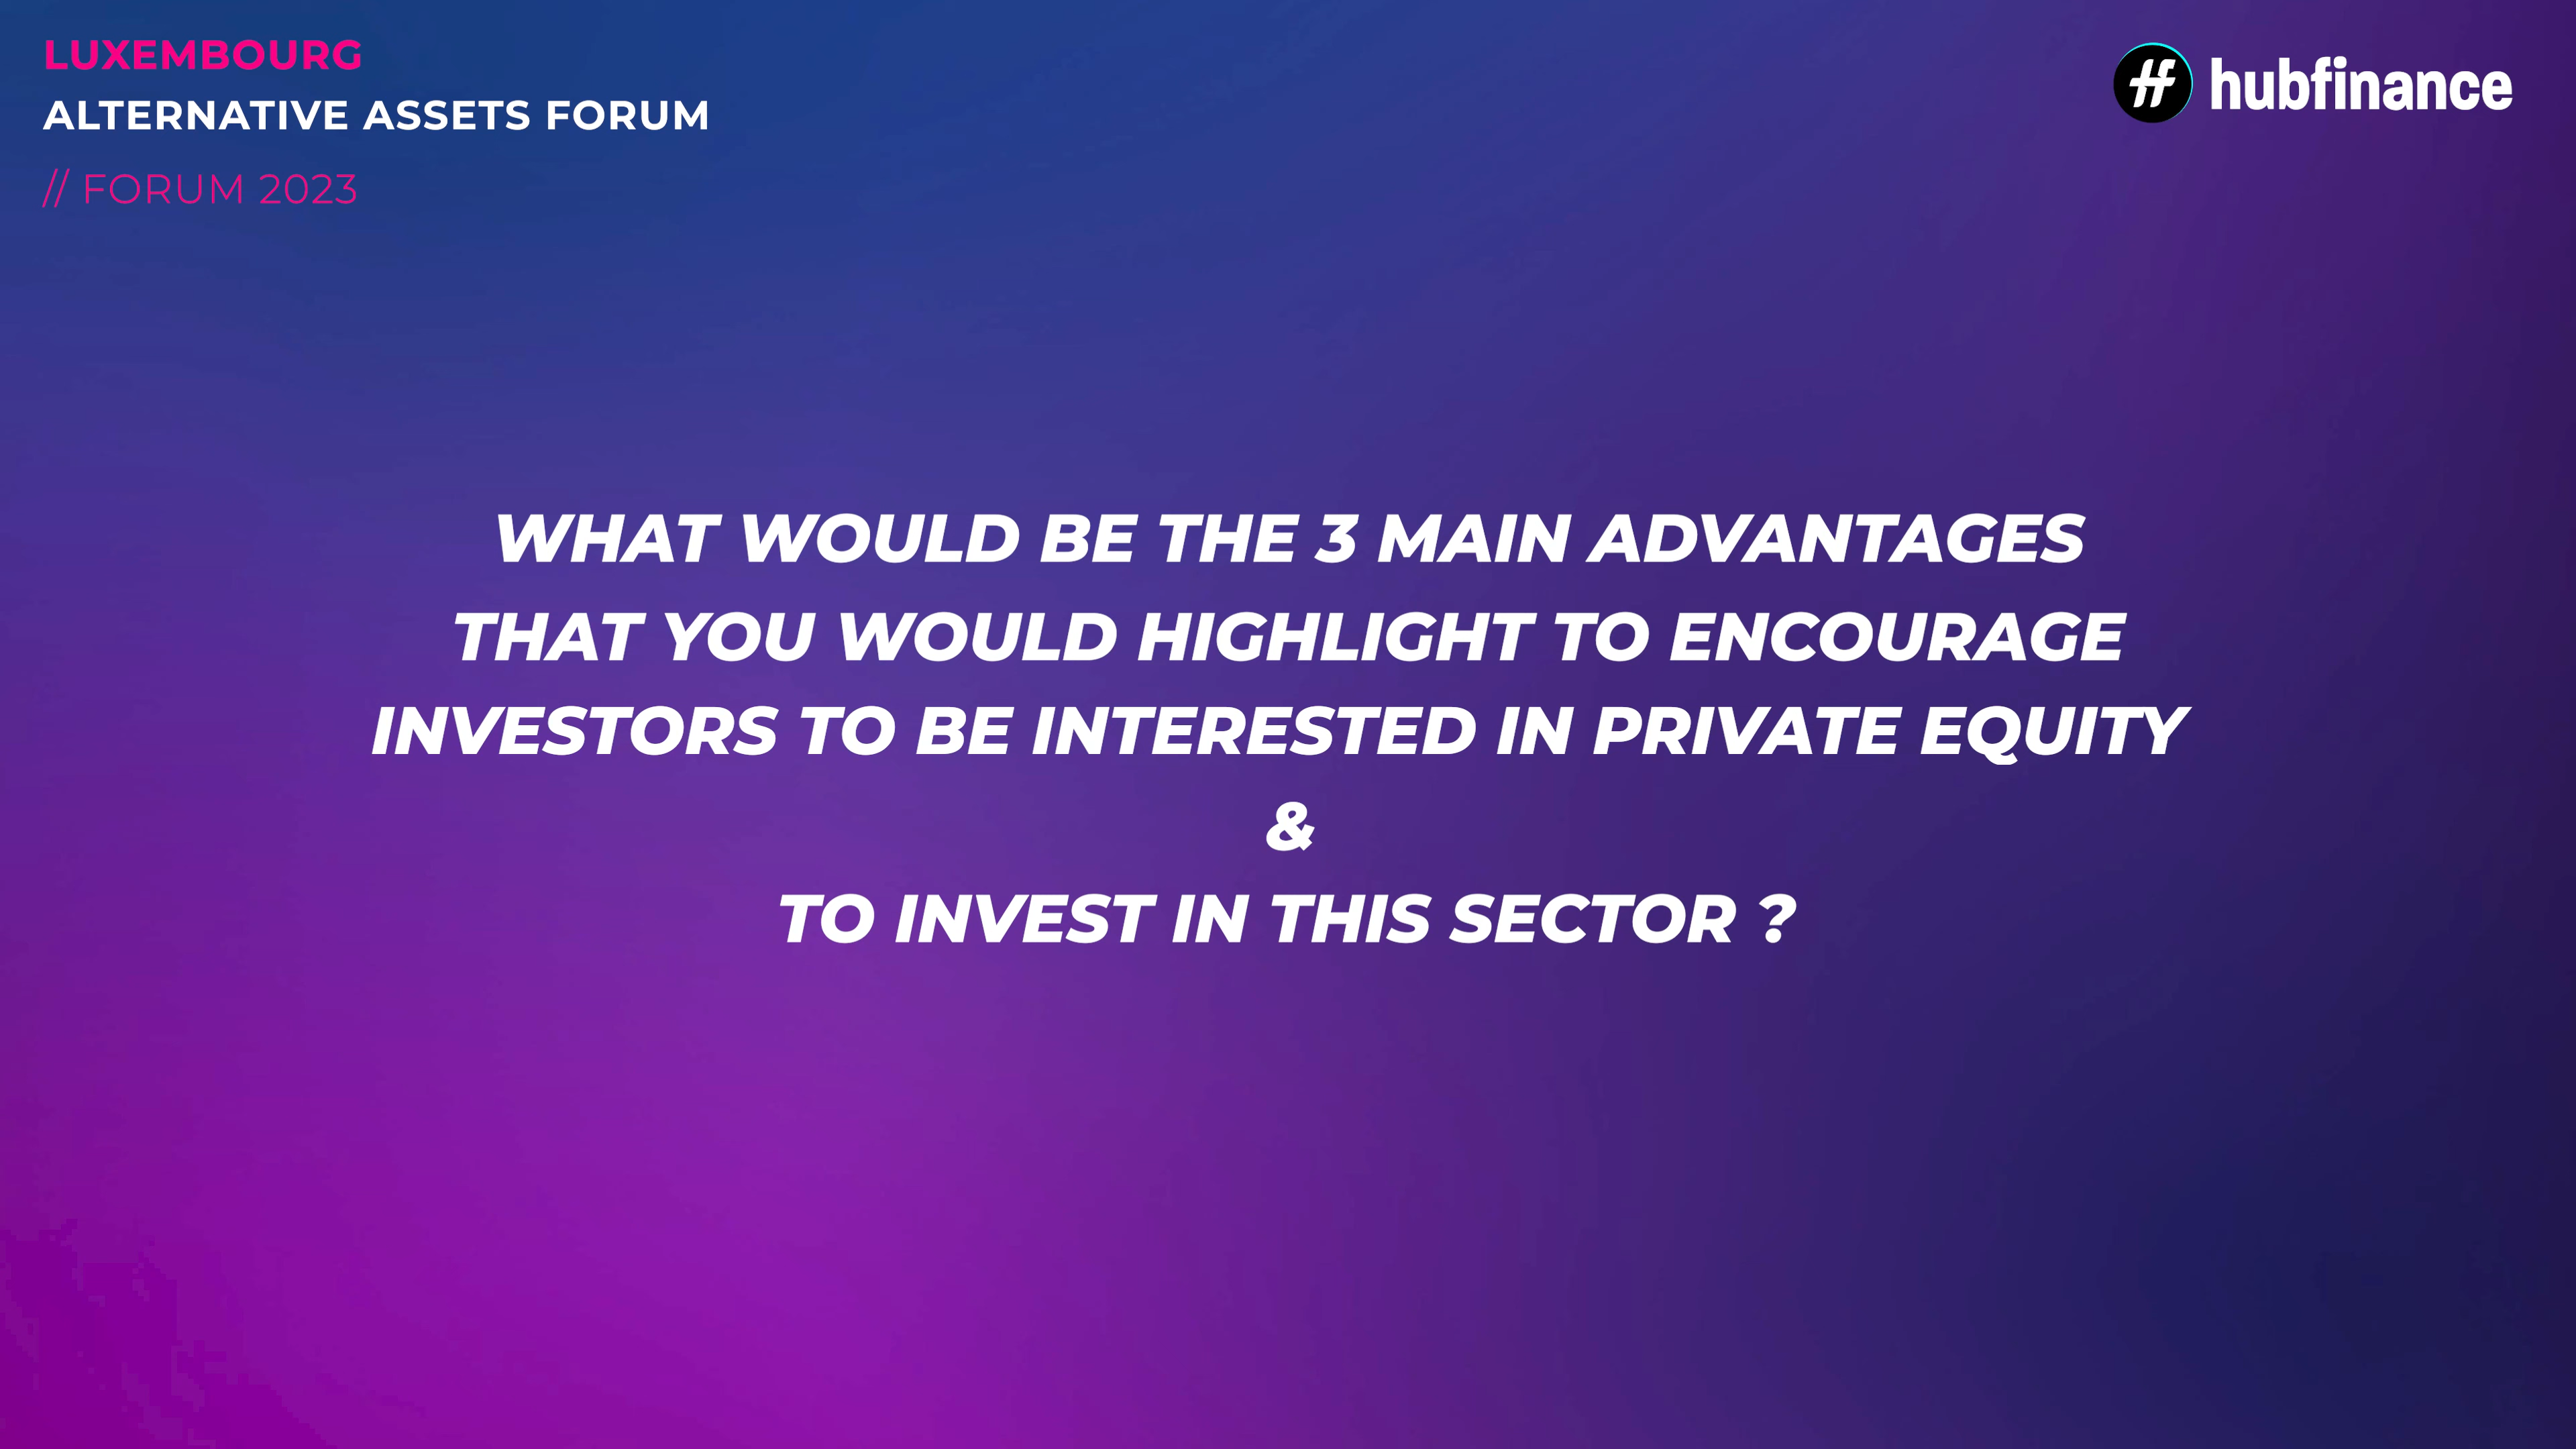 LUXEMBOURG
ALTERNATIVE ASSETS FORUM
// FORUM 2023
hubfinance
WHAT WOULD BE THE 3 MAIN ADVANTAGES
THAT YOU WOULD HIGHLIGHT TO ENCOURAGE
INVESTORS TO BE INTERESTED IN PRIVATE EQUITY
&
TO INVEST IN THIS SECTOR ?